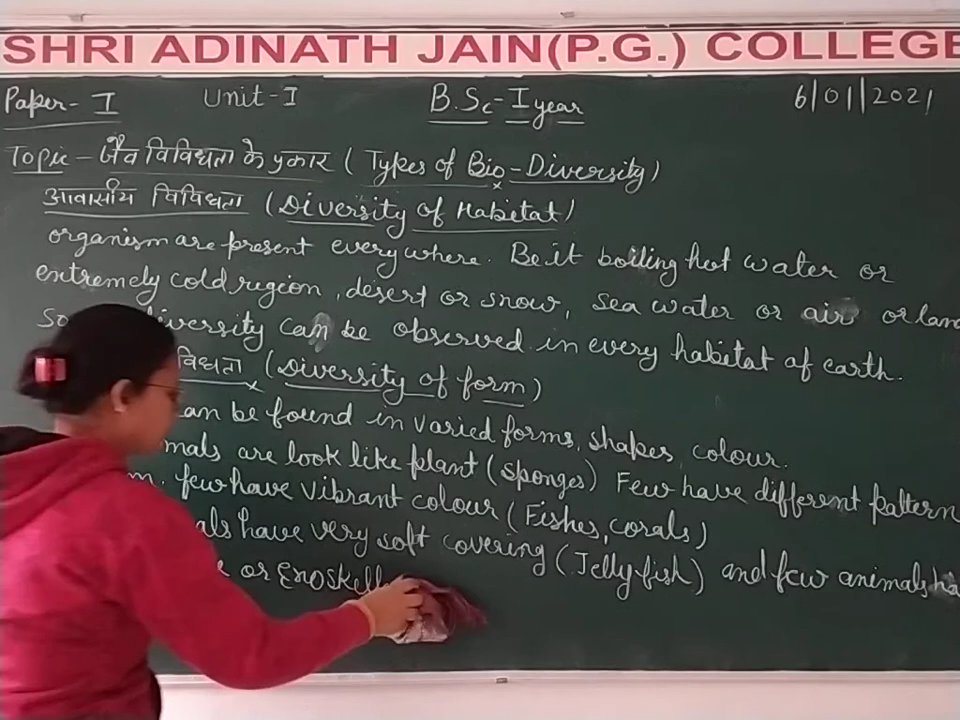 SHRI ADINATH JAIN(P.G.) COLLEGE
Paper- I Unit-I B.Sc-I year 6/01/2021
Topic - जैव विविधता के प्रकार (Types of Bio-Diversity)
आवासीय विविधता (Diversity of Habitat)
organism are present everywhere. Be it boiling hot water or
extremely cold region, desert or snow, sea water or air or land
So diversity can be observed in every habitat of earth.
विविधता (Diversity of form)
can be found in varied forms, shapes, colour.
mals are look like plant (sponges) Few have different pattern
m. few have vibrant colour (Fishes, corals)
als have very soft covering (Jelly fish) and few animals ha
or Exoskel